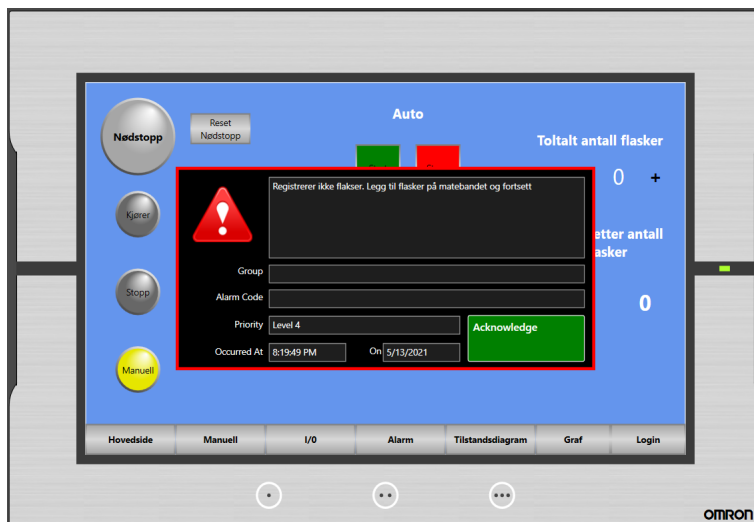 Auto
Nødstopp
Reset
Nødstopp
Toltalt antall flasker
0 +
Kjører
Registrerer ikke flakser. Legg til flasker på matebandet og fortsett
etter antall
Group
Stopp
Alarm Code
0
Priority
Level 4
Acknowledge
Occurred At
8:19:49 PM
On
5/13/2021
Manuell
Hovedside
Manuell
I/0
Alarm
Tilstandsdiagram
Graf
Login
OMRON